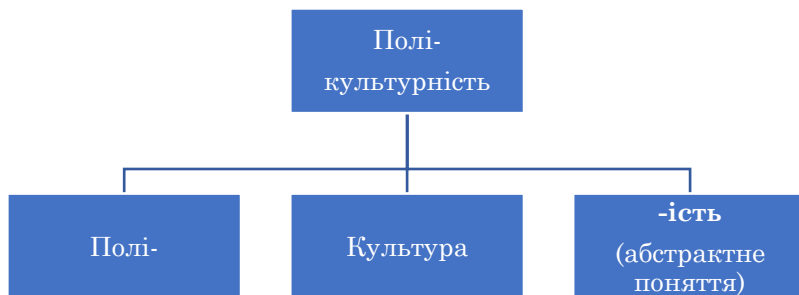 Полі-
культурність
Полі-
Культура
-ість
(абстрактне
поняття)